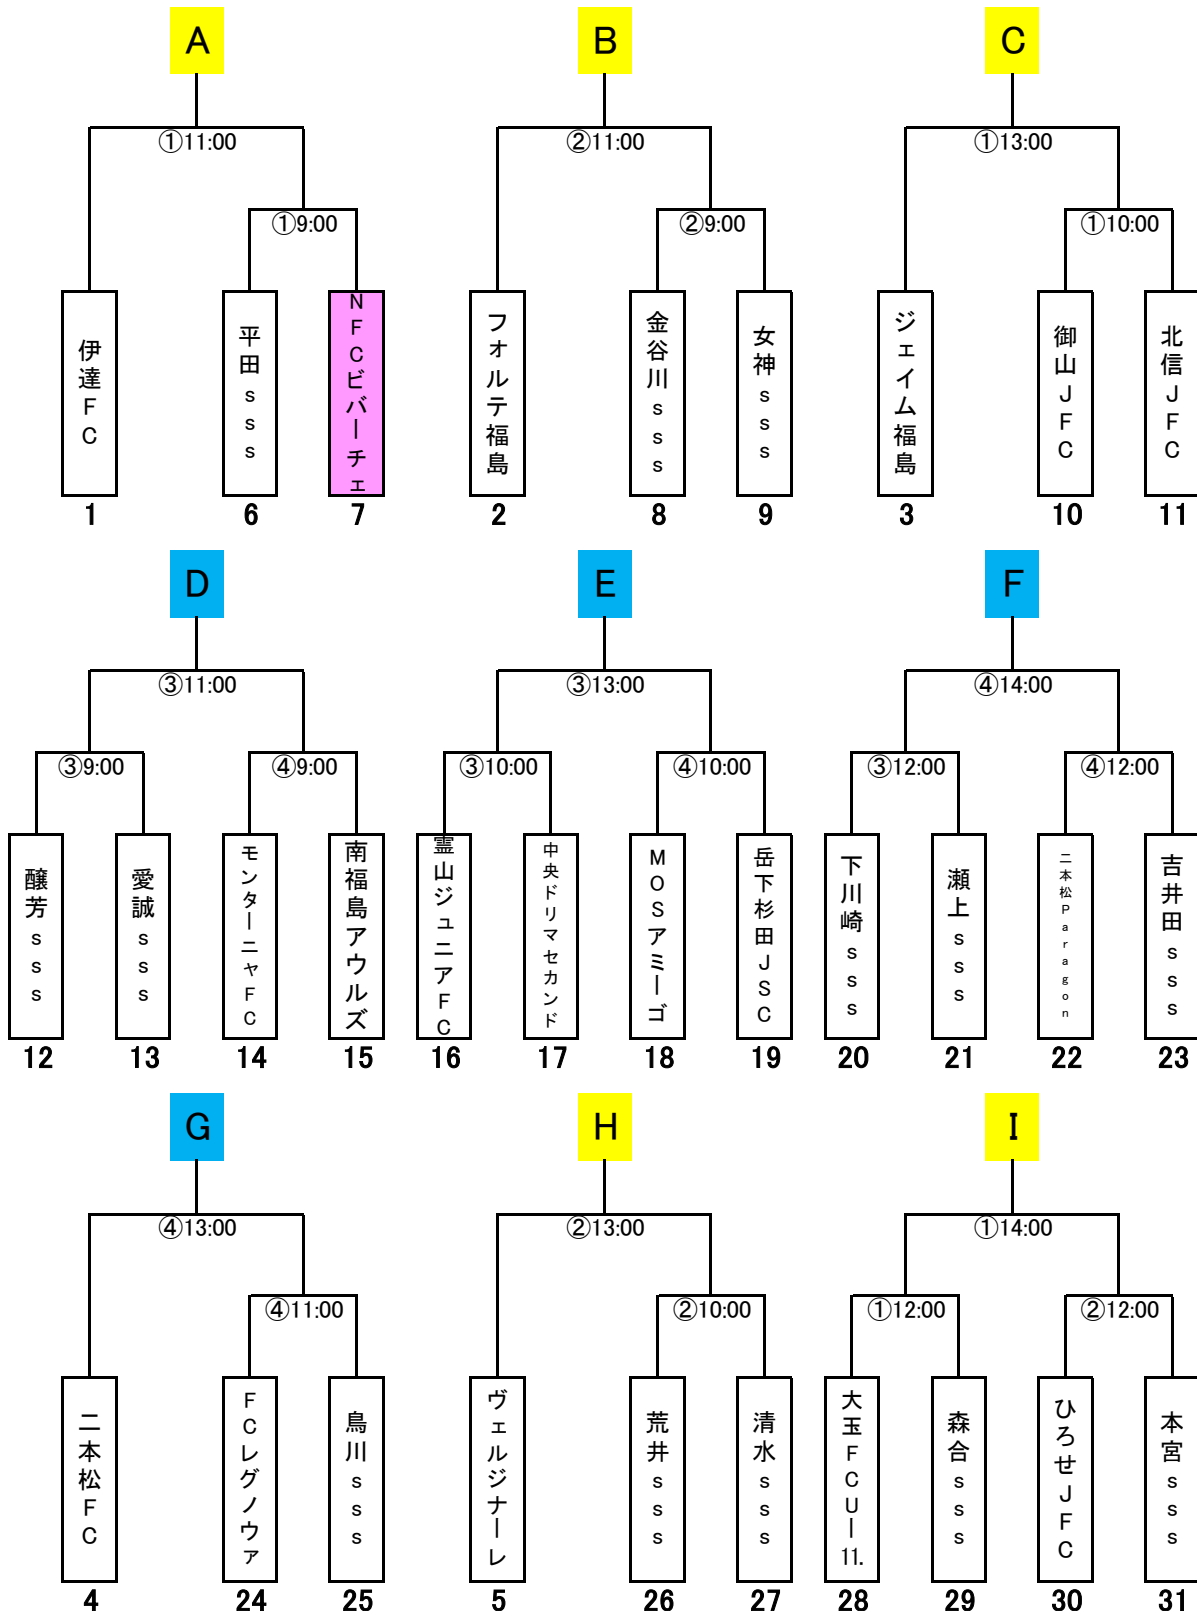 A
B
C
①11:00
②11:00
①13:00
①9:00
②9:00
①10:00
伊達FC
平田sss
NFCビバーチェ
フォルテ福島
金谷川sss
女神sss
ジェイム福島
御山JFC
北信JFC
1
6
7
2
8
9
3
10
11
D
E
F
③11:00
③13:00
④14:00
③9:00
④9:00
③10:00
④10:00
③12:00
④12:00
醸芳sss
愛誠sss
モンターニャFC
南福島アウルズ
霊山ジュニアFC
中央ドリマセカンド
MOSアミーゴ
岳下杉田JSC
下川崎sss
瀬上sss
二本松Paragon
吉井田sss
12
13
14
15
16
17
18
19
20
21
22
23
G
H
I
④13:00
②13:00
①14:00
④11:00
②10:00
①12:00
②12:00
二本松FC
FCレグノウァ
鳥川sss
ヴェルジナーレ
荒井sss
清水sss
大玉FCUー11.
森合sss
ひろせJFC
本宮sss
4
24
25
5
26
27
28
29
30
31